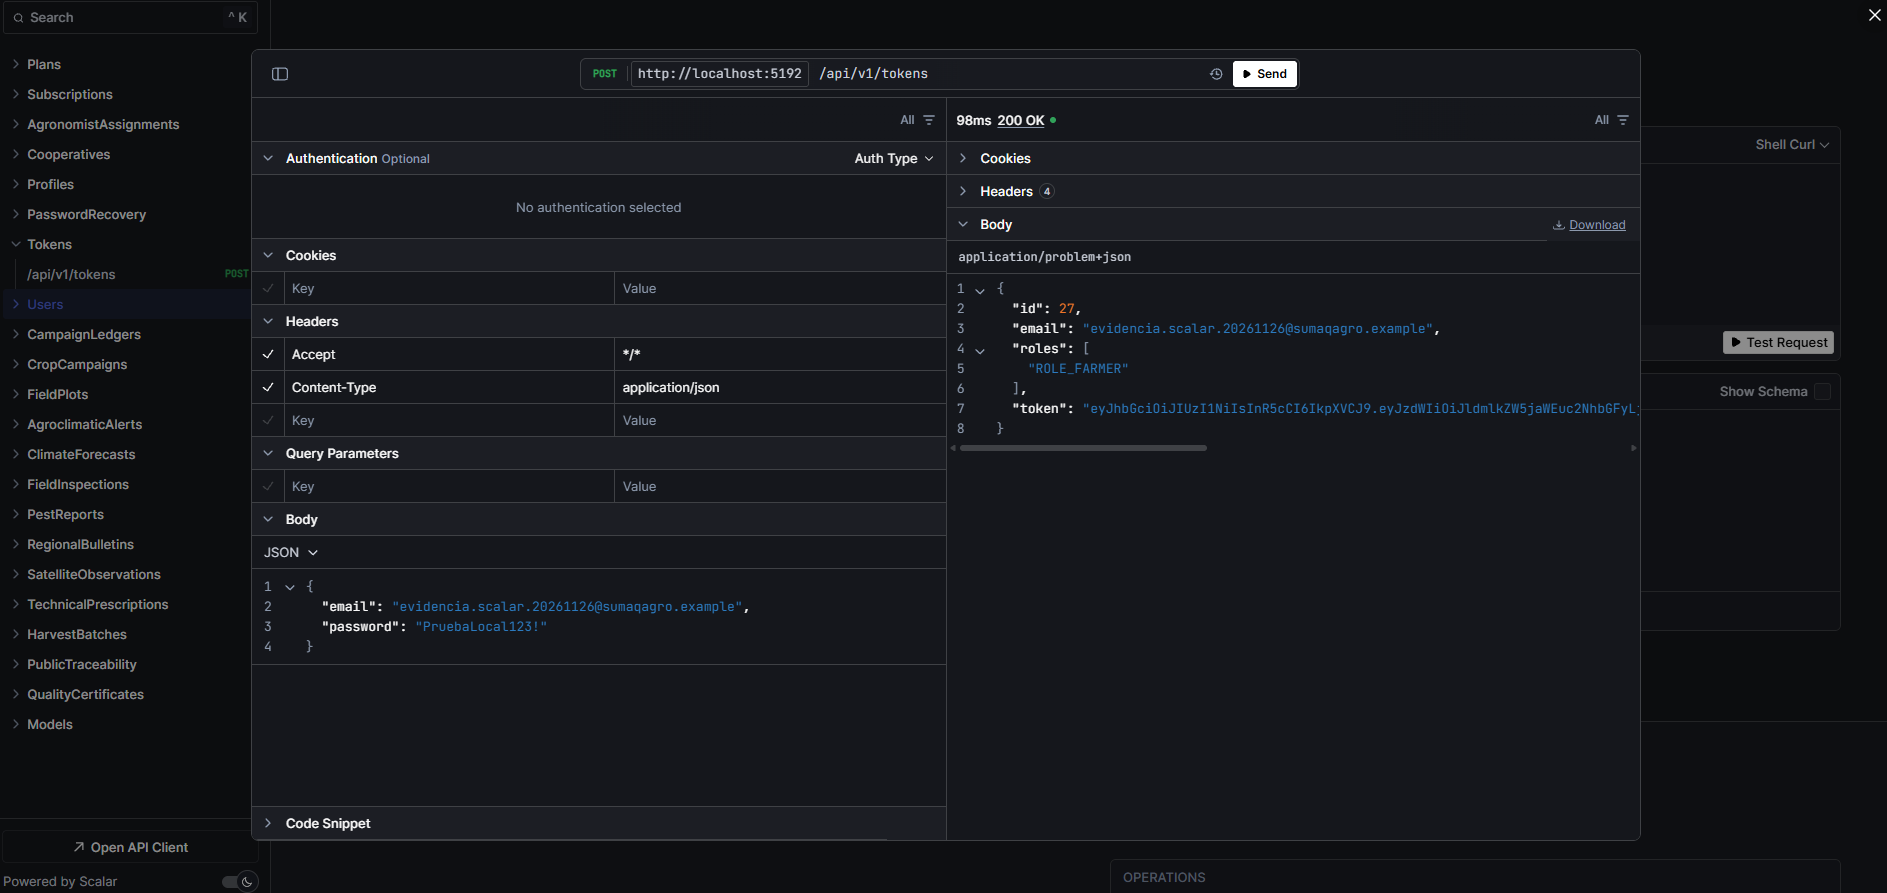 Search ^ K
Plans
Subscriptions
AgronomistAssignments
Cooperatives
Profiles
PasswordRecovery
Tokens
/api/v1/tokens POST
Users
CampaignLedgers
CropCampaigns
FieldPlots
AgroclimaticAlerts
ClimateForecasts
FieldInspections
PestReports
RegionalBulletins
SatelliteObservations
TechnicalPrescriptions
HarvestBatches
PublicTraceability
QualityCertificates
Models
Open API Client
Powered by Scalar
POST http://localhost:5192 /api/v1/tokens Send
All
Authentication Optional Auth Type
No authentication selected
Cookies
Key Value
Headers
Accept */*
Content-Type application/json
Key Value
Query Parameters
Key Value
Body
JSON
1 {
2 "email": "evidencia.scalar.20261126@sumaqagro.example",
3 "password": "PruebaLocal123!"
4 }
Code Snippet
98ms 200 OK All
Cookies
Headers 4
Body Download
application/problem+json
1 {
2 "id": 27,
3 "email": "evidencia.scalar.20261126@sumaqagro.example",
4 "roles": [
5 "ROLE_FARMER"
6 ],
7 "token": "eyJhbGciOiJIUzI1NiIsInR5cCI6IkpXVCJ9.eyJzdWIiOiJldmlkZW5jaWEuc2NhbGFyLj
8 }
Shell Curl
Test Request
Show Schema
OPERATIONS